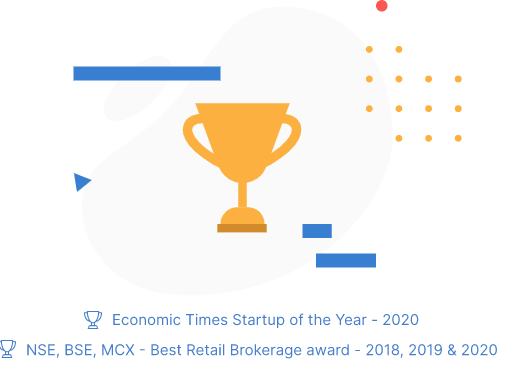 Economic Times Startup of the Year - 2020
NSE, BSE, MCX - Best Retail Brokerage award - 2018, 2019 & 2020